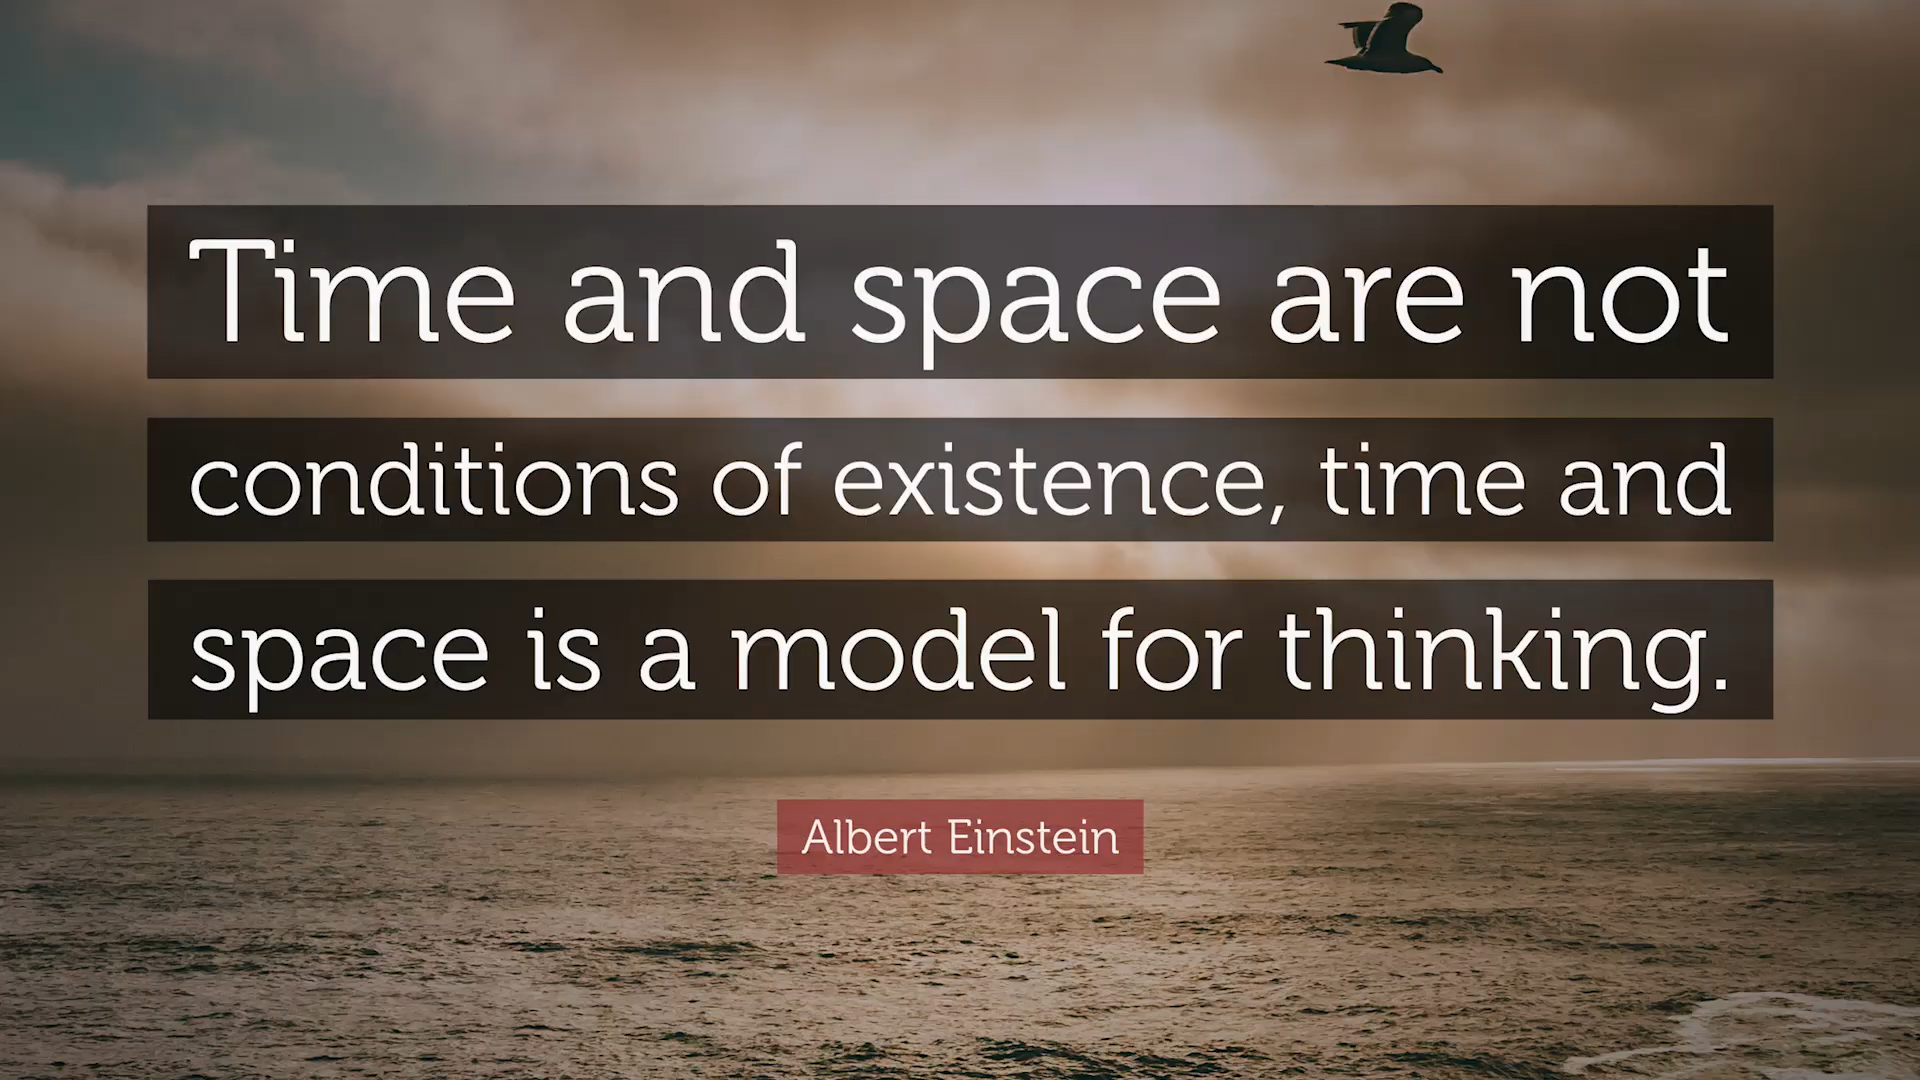 Time and space are not
conditions of existence, time and
space is a model for thinking.
Albert Einstein